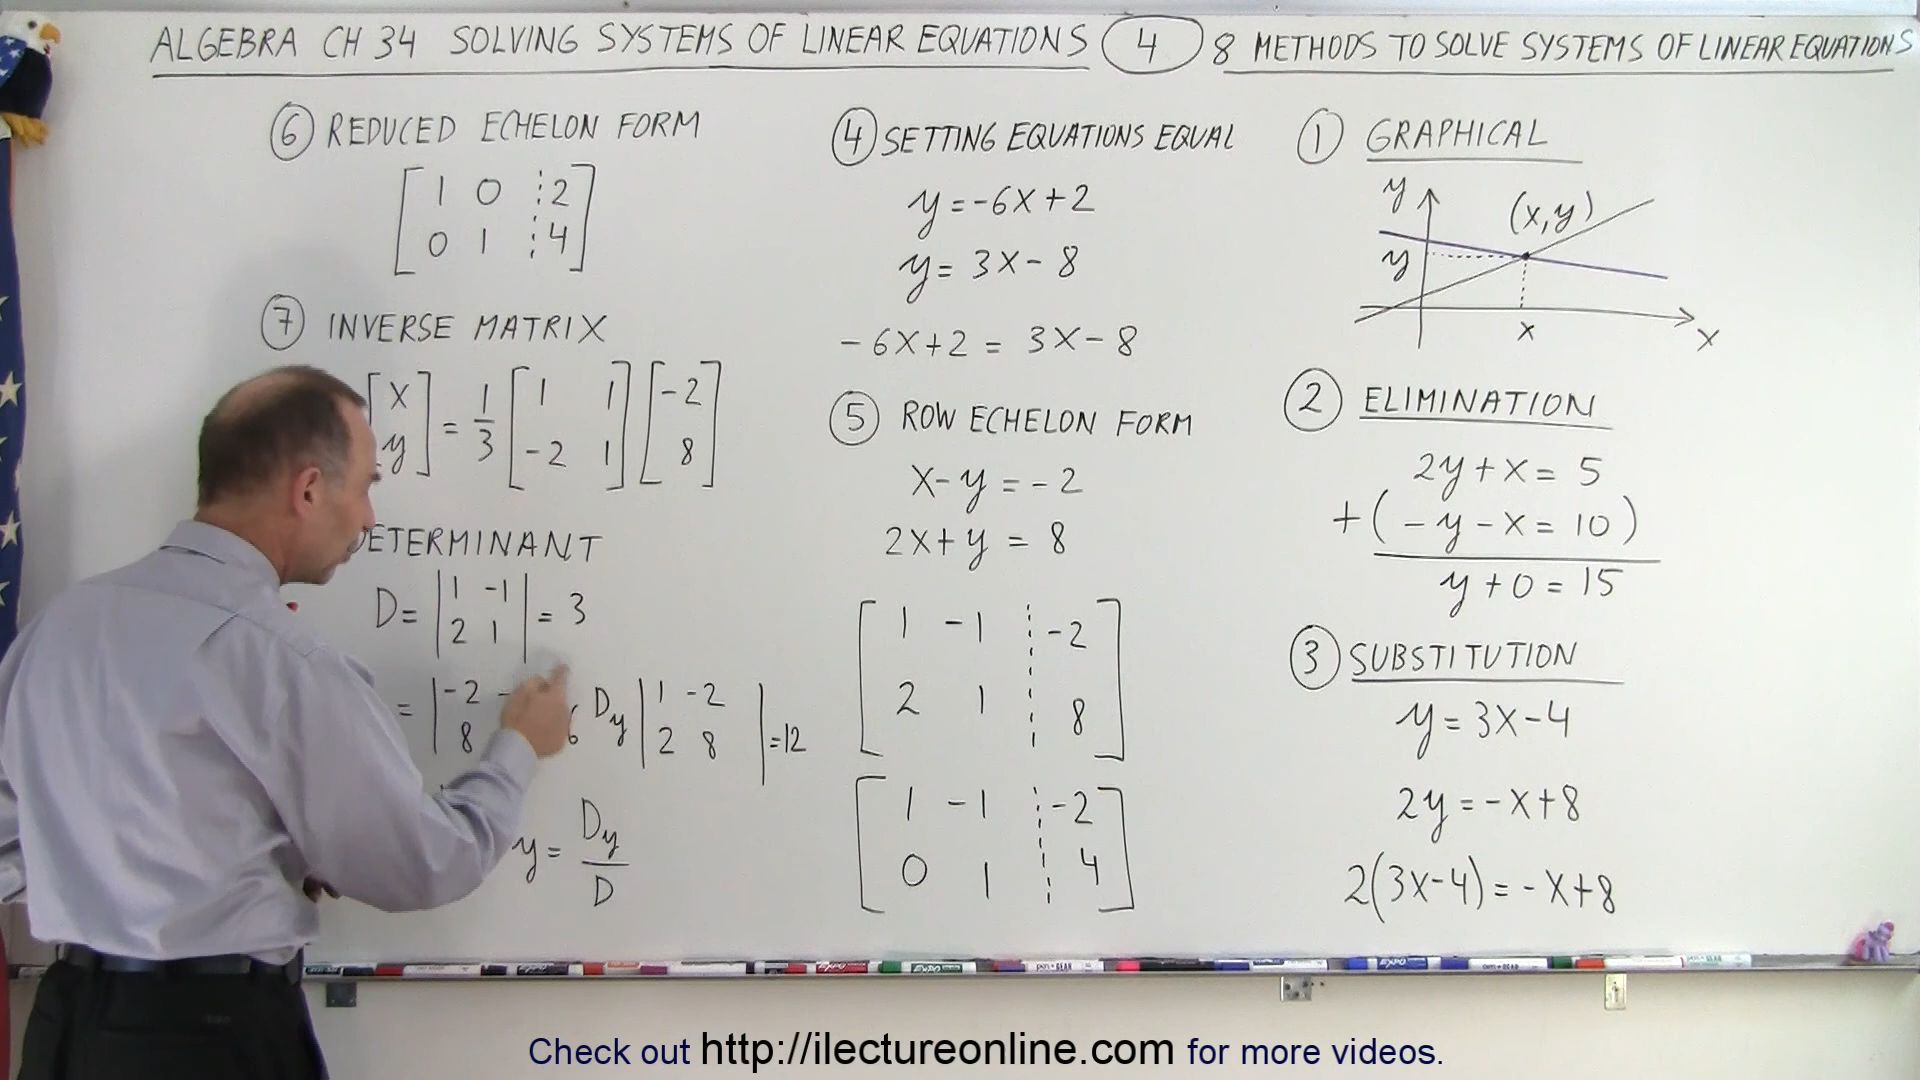 ALGEBRA CH 34 SOLVING SYSTEMS OF LINEAR EQUATIONS 4 8 METHODS TO SOLVE SYSTEMS OF LINEAR EQUATIONS
6 REDUCED ECHELON FORM
1 0 2
0 1 4
7 INVERSE MATRIX
[x y] = 1/3 [1 1 -2 1] [-2 8]
DETERMINANT
D = |1 -1 2 1| = 3
= |-2 8 6 Dy |1 -2 2 8| = 12
y = Dy/D
4 SETTING EQUATIONS EQUAL
y = -6x + 2
y = 3x - 8
-6x + 2 = 3x - 8
5 ROW ECHELON FORM
x - y = -2
2x + y = 8
1 -1 -2
2 1 8
1 -1 -2
0 1 4
1 GRAPHICAL
y
(x,y)
y
x
x
2 ELIMINATION
2y + x = 5
+(-y - x = 10)
y + 0 = 15
3 SUBSTITUTION
y = 3x - 4
2y = -x + 8
2(3x-4) = -x + 8
EXPO
Check out http://ilectureonline.com for more videos.